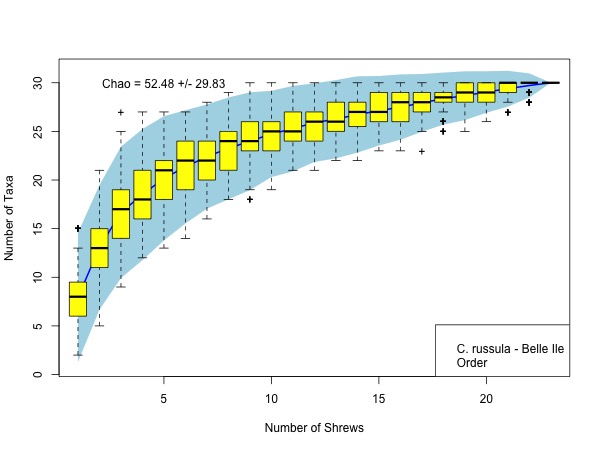 Chao = 52.48 +/- 29.83
Number of Taxa
30
25
20
15
10
5
0
C. russula - Belle Ile
Order
5
10
15
20
Number of Shrews